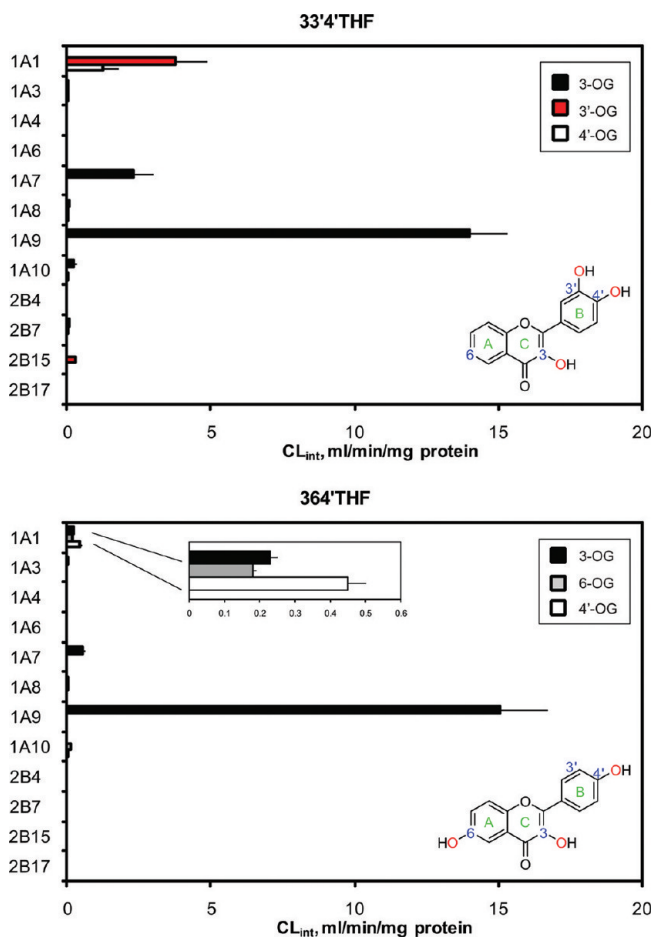 33'4'THF
1A1
1A3
1A4
1A6
1A7
1A8
1A9
1A10
2B4
2B7
2B15
2B17
3-OG
3'-OG
4'-OG
OH
3'
4'
OH
B
O
A
C
6
3
OH
O
0 5 10 15 20
CLint, ml/min/mg protein
364'THF
1A1
1A3
1A4
1A6
1A7
1A8
1A9
1A10
2B4
2B7
2B15
2B17
0 0.1 0.2 0.3 0.4 0.5 0.6
3-OG
6-OG
4'-OG
3'
4'
OH
B
O
A
C
6
3
HO
OH
O
0 5 10 15 20
CLint, ml/min/mg protein